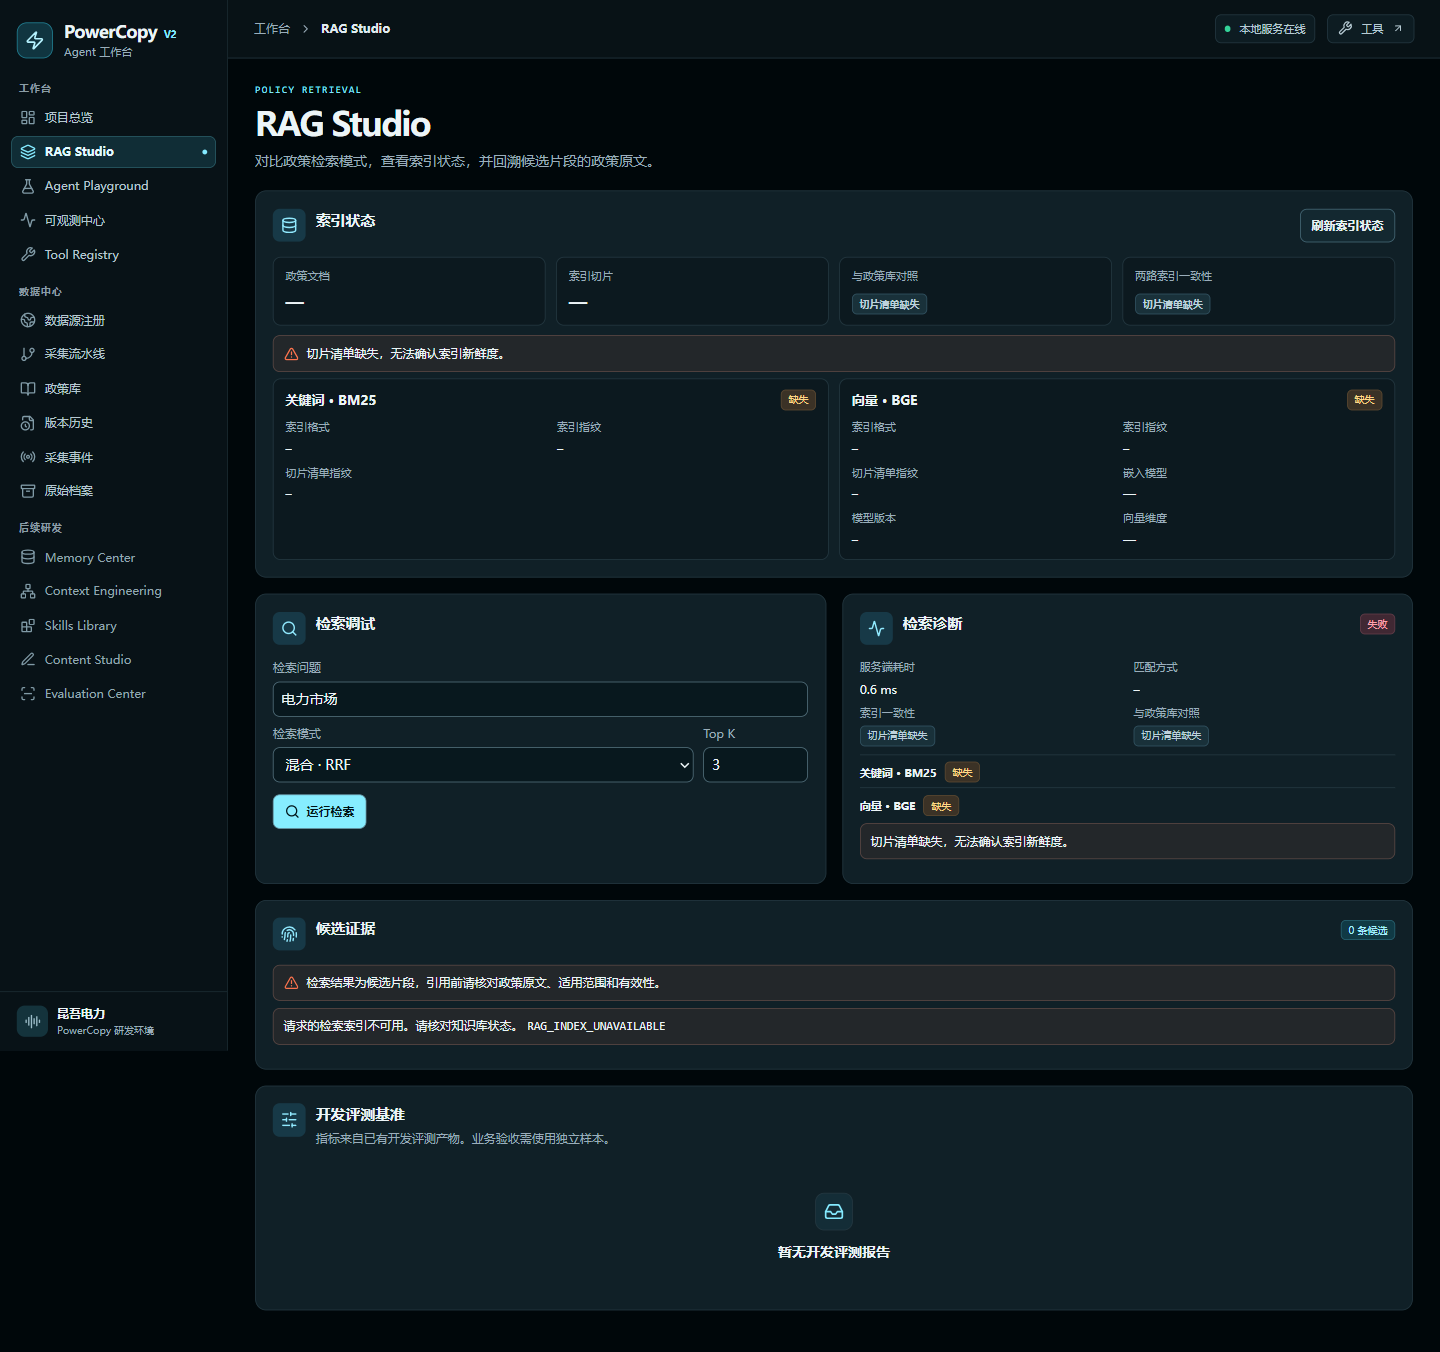 PowerCopy V2
Agent 工作台
工作台
项目总览
RAG Studio
Agent Playground
可观测中心
Tool Registry
数据中心
数据源注册
采集流水线
政策库
版本历史
采集事件
原始档案
后续研发
Memory Center
Context Engineering
Skills Library
Content Studio
Evaluation Center
昆吾电力
PowerCopy 研发环境
工作台 > RAG Studio
本地服务在线
工具
POLICY RETRIEVAL
RAG Studio
对比政策检索模式，查看索引状态，并回溯候选片段的政策原文。
索引状态
刷新索引状态
政策文档
—
索引切片
—
与政策库对照
切片清单缺失
两路索引一致性
切片清单缺失
切片清单缺失，无法确认索引新鲜度。
关键词 • BM25
缺失
索引格式
–
索引指纹
–
切片清单指纹
–
向量 • BGE
缺失
索引格式
–
索引指纹
–
切片清单指纹
–
嵌入模型
—
模型版本
–
向量维度
—
检索调试
检索问题
电力市场
检索模式
Top K
混合 · RRF
3
运行检索
检索诊断
失败
服务端耗时
0.6 ms
匹配方式
–
索引一致性
切片清单缺失
与政策库对照
切片清单缺失
关键词 • BM25 缺失
向量 • BGE 缺失
切片清单缺失，无法确认索引新鲜度。
候选证据
0 条候选
检索结果为候选片段，引用前请核对政策原文、适用范围和有效性。
请求的检索索引不可用。请核对知识库状态。 RAG_INDEX_UNAVAILABLE
开发评测基准
指标来自已有开发评测产物。业务验收需使用独立样本。
暂无开发评测报告